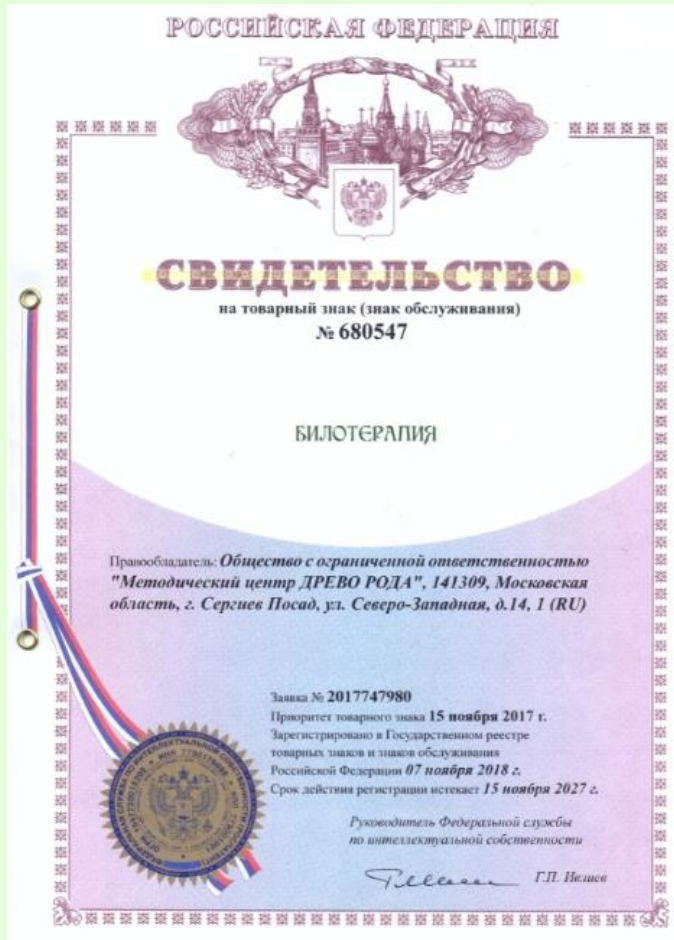 РОССИЙСКАЯ ФЕДЕРАЦИЯ
СВИДЕТЕЛЬСТВО
на товарный знак (знак обслуживания)
№ 680547
БИЛОТЕРАПИЯ
Правообладатель: Общество с ограниченной ответственностью
"Методический центр ДРЕВО РОДА", 141309, Московская
область, г. Сергиев Посад, ул. Северо-Западная, д.14, 1 (RU)
Заявка № 2017747980
Приоритет товарного знака 15 ноября 2017 г.
Зарегистрировано в Государственном реестре
товарных знаков и знаков обслуживания
Российской Федерации 07 ноября 2018 г.
Срок действия регистрации истекает 15 ноября 2027 г.
Руководитель Федеральной службы
по интеллектуальной собственности
Г.П. Ивлиев